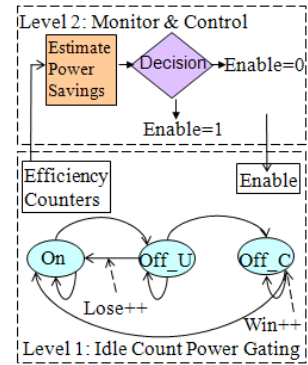 Level 2: Monitor & Control
Estimate
Power
Savings
Decision
Enable=0
Enable=1
Efficiency
Counters
Enable
On
Off_U
Off_C
Lose++
Win++
Level 1: Idle Count Power Gating